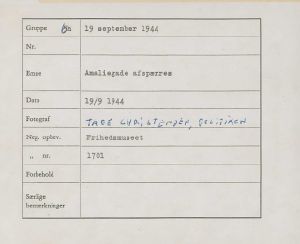 Gruppe 6h 19 september 1944
Nr.
Emne Amaliegade afspærres
Dato 19/9 1944
Fotograf TAGE CHRISTENSEN, POLITIKEN
Neg. opbev. Frihedsmuseet
„ nr. 1701
Forbehold
Særlige
bemærkninger